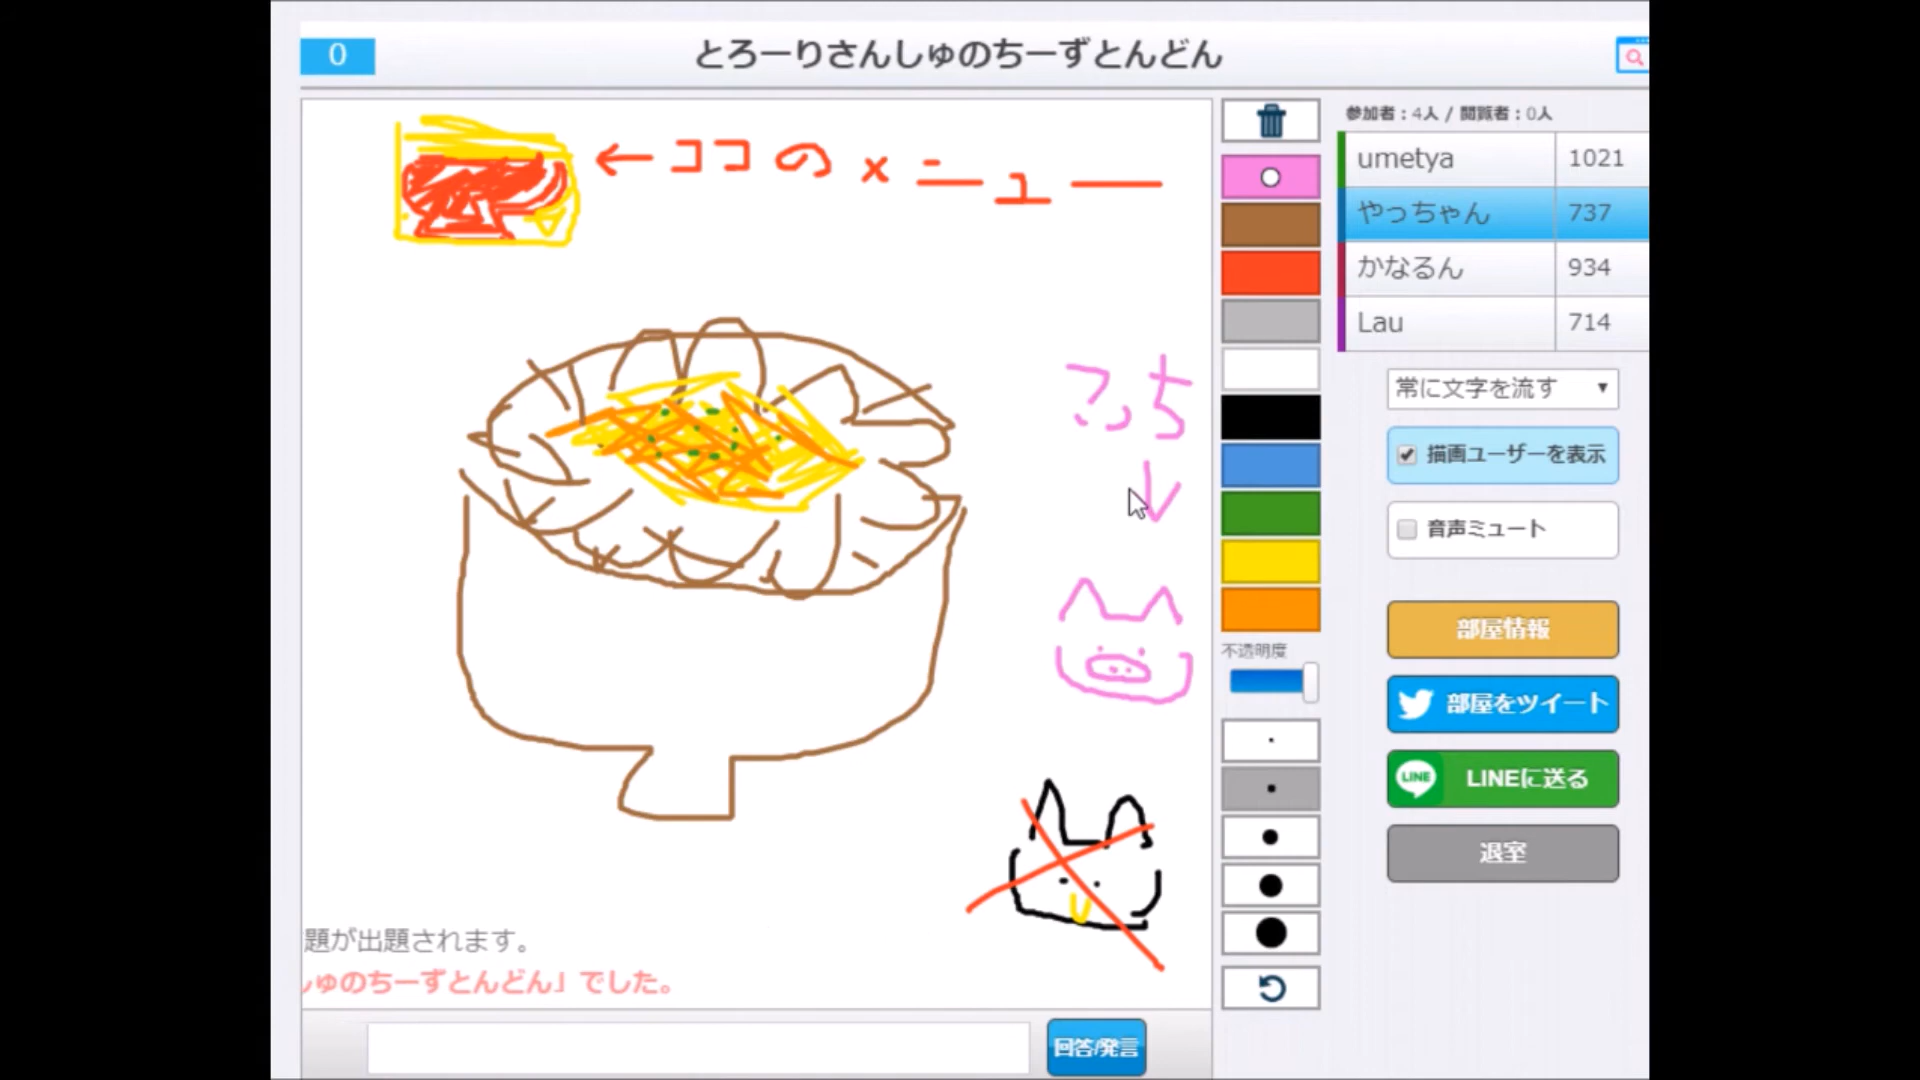 0
とろーりさんしゅのちーずとんどん
参加者：4人 / 閲覧者：0人
umetya 1021
やっちゃん 737
かなるん 934
Lau 714
←ココのメニュー
こっち
↓
常に文字を流す
描画ユーザーを表示
音声ミュート
不透明度
部屋情報
部屋をツイート
LINE LINEに送る
退室
題が出題されます。
しゅのちーずとんどん」でした。
回答/発言